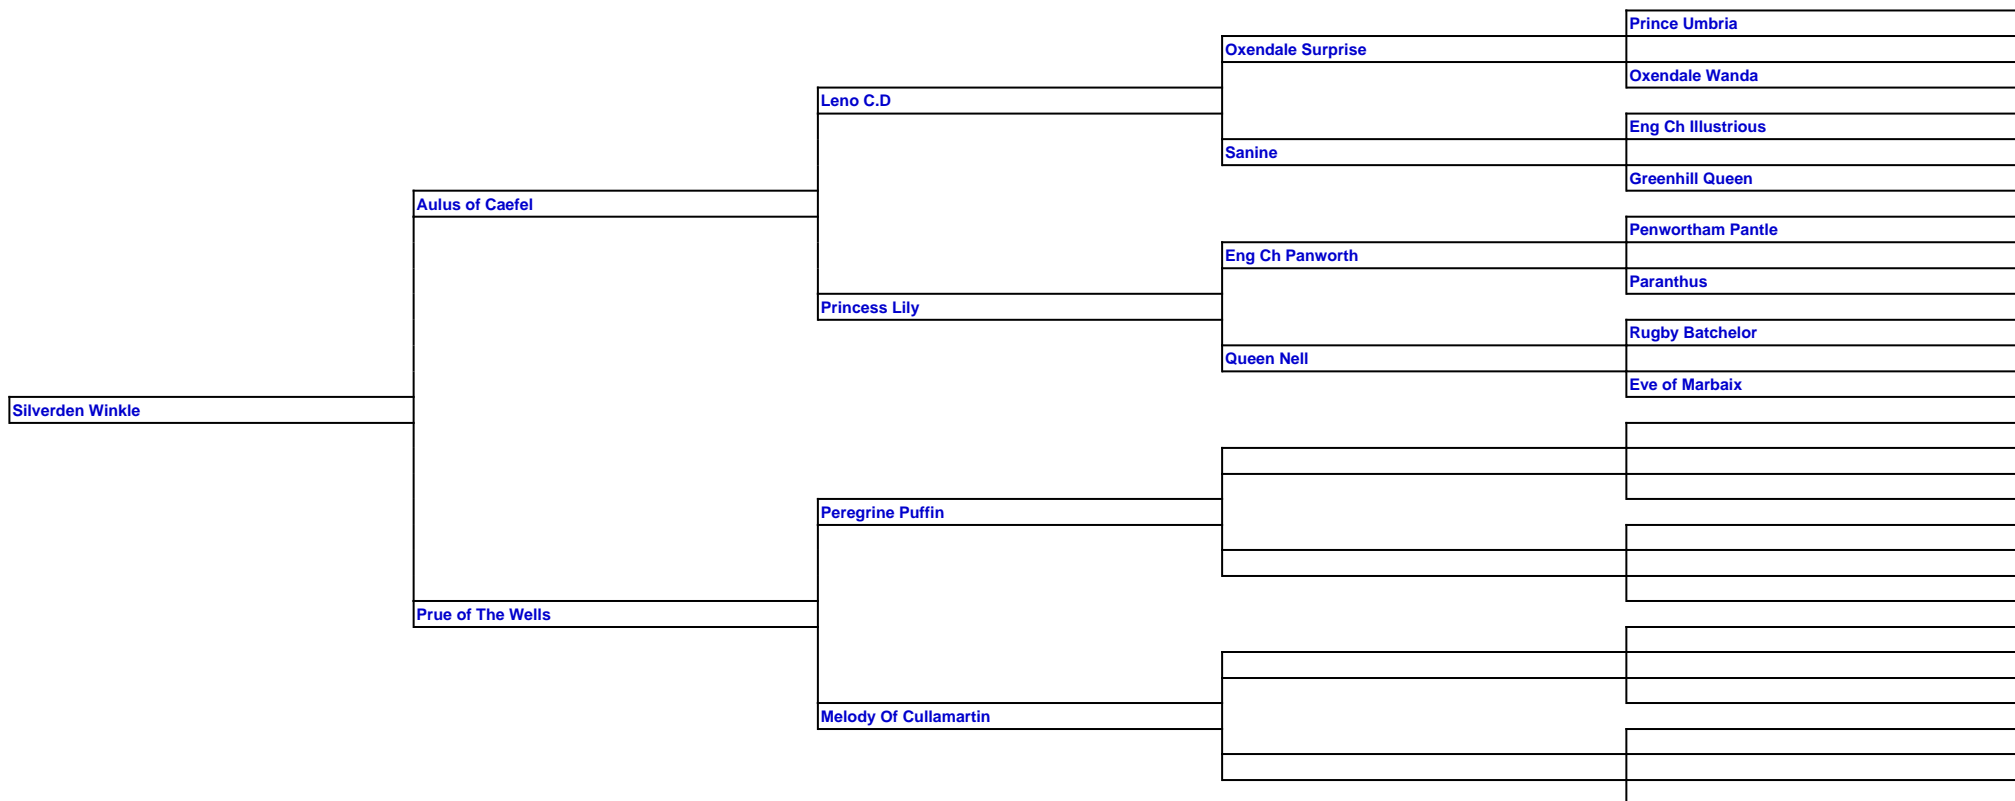 Prince Umbria
Oxendale Surprise
Oxendale Wanda
Leno C.D
Eng Ch Illustrious
Sanine
Greenhill Queen
Aulus of Caefel
Penwortham Pantle
Eng Ch Panworth
Paranthus
Princess Lily
Rugby Batchelor
Queen Nell
Eve of Marbaix
Silverden Winkle
Peregrine Puffin
Prue of The Wells
Melody Of Cullamartin